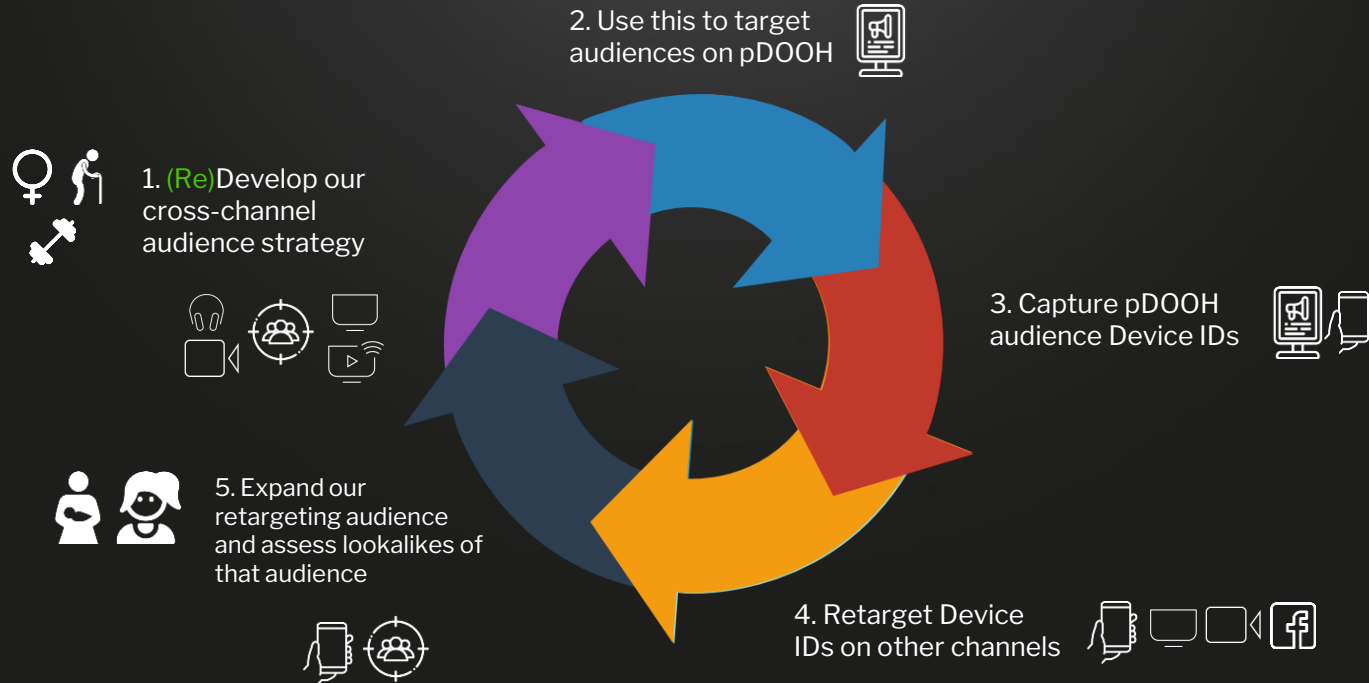 1. (Re)Develop our
cross-channel
audience strategy
2. Use this to target
audiences on pDOOH
3. Capture pDOOH
audience Device IDs
4. Retarget Device
IDs on other channels
5. Expand our
retargeting audience
and assess lookalikes of
that audience